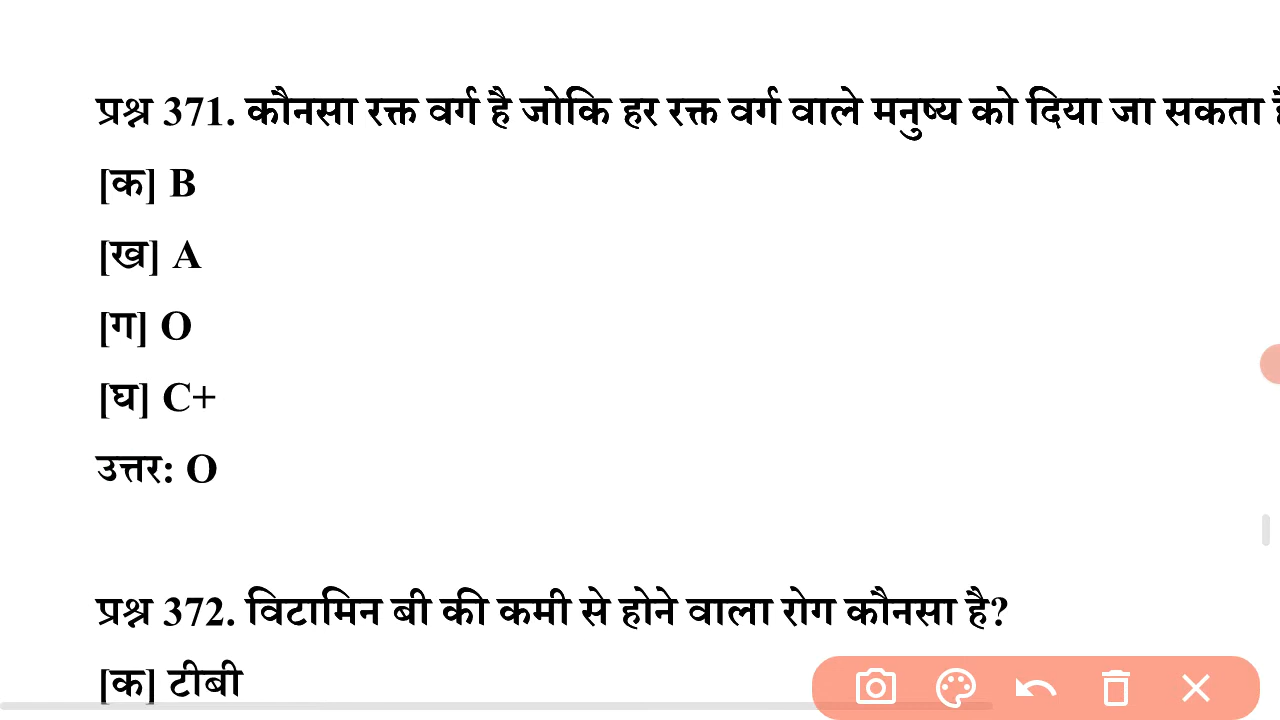 प्रश्न 371. कौनसा रक्त वर्ग है जोकि हर रक्त वर्ग वाले मनुष्य को दिया जा सकता
[क] B
[ख] A
[ग] O
[घ] C+
उत्तर: O
प्रश्न 372. विटामिन बी की कमी से होने वाला रोग कौनसा है?
[क] टीबी